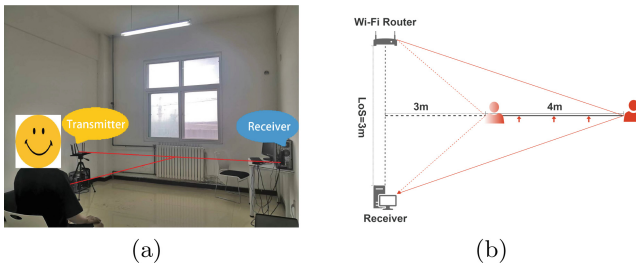 Transmitter
Receiver
(a)
Wi-Fi Router
LoS=3m
3m
4m
Receiver
(b)